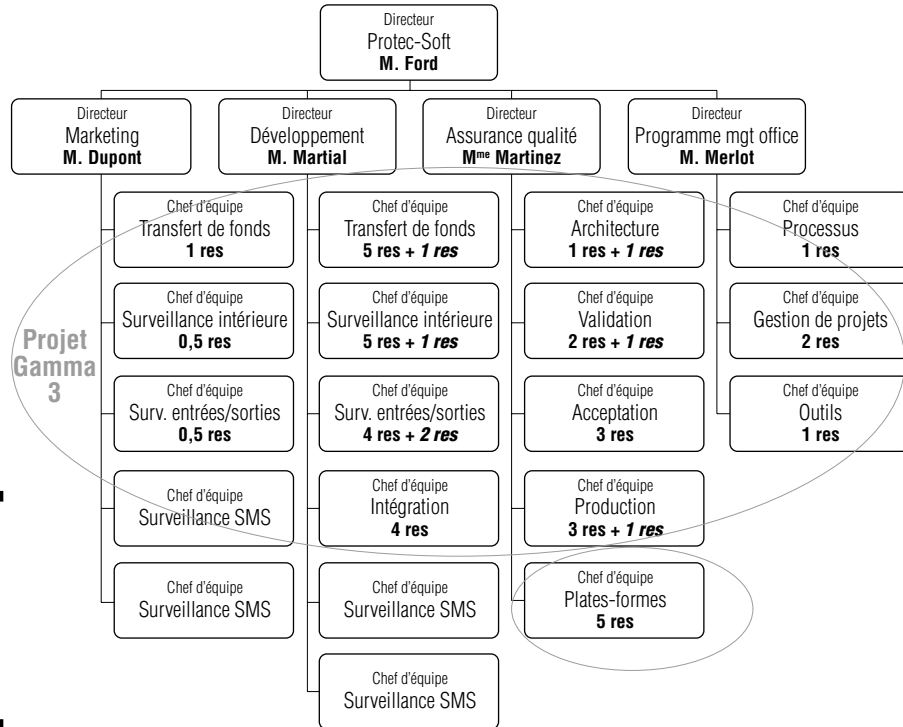 Directeur
Protec-Soft
M. Ford
Directeur
Marketing
M. Dupont
Directeur
Développement
M. Martial
Directeur
Assurance qualité
Mme Martinez
Directeur
Programme mgt office
M. Merlot
Projet
Gamma
3
Chef d'équipe
Transfert de fonds
1 res
Chef d'équipe
Transfert de fonds
5 res + 1 res
Chef d'équipe
Architecture
1 res + 1 res
Chef d'équipe
Processus
1 res
Chef d'équipe
Surveillance intérieure
0,5 res
Chef d'équipe
Surveillance intérieure
5 res + 1 res
Chef d'équipe
Validation
2 res + 1 res
Chef d'équipe
Gestion de projets
2 res
Chef d'équipe
Surv. entrées/sorties
0,5 res
Chef d'équipe
Surv. entrées/sorties
4 res + 2 res
Chef d'équipe
Acceptation
3 res
Chef d'équipe
Outils
1 res
Chef d'équipe
Surveillance SMS
Chef d'équipe
Intégration
4 res
Chef d'équipe
Production
3 res + 1 res
Chef d'équipe
Surveillance SMS
Chef d'équipe
Surveillance SMS
Chef d'équipe
Plates-formes
5 res
Chef d'équipe
Surveillance SMS